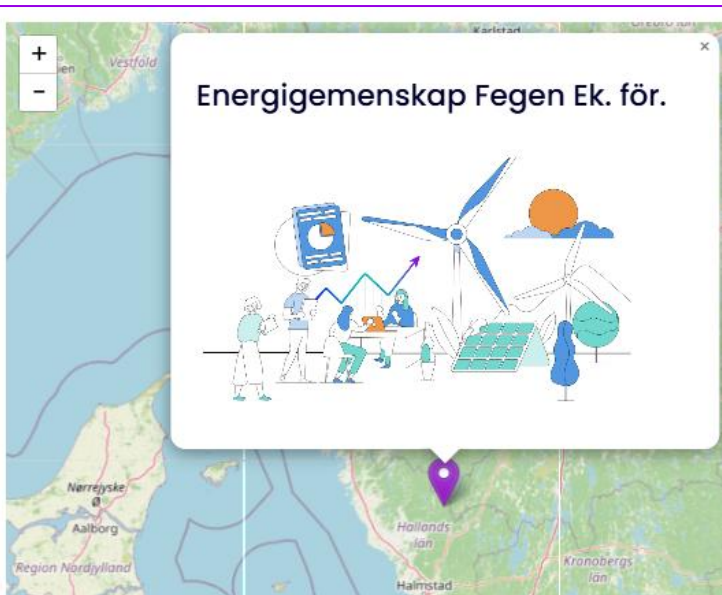 Karlstad
+
Vestfold
-
×
Energigemenskap Fegen Ek. för.
Nørrejyske
Ø
Aalborg
Region Nordjylland
Hallands
län
Halmstad
Kronobergs
län